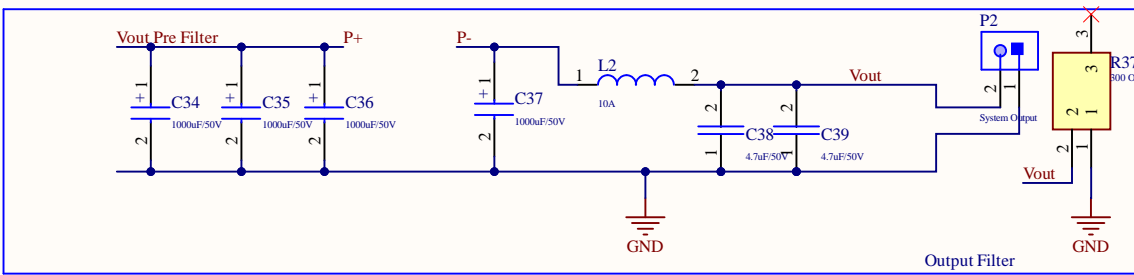 Vout Pre Filter
P+
P-
P2
3
1
+
C34
1000uF/50V
2
1
+
C35
1000uF/50V
2
1
+
C36
1000uF/50V
2
1
+
C37
1000uF/50V
2
1
L2
2
10A
Vout
2
C38
4.7uF/50V
1
2
C39
4.7uF/50V
1
2
1
System Output
3
R37
2
1
2
1
Vout
GND
GND
Output Filter